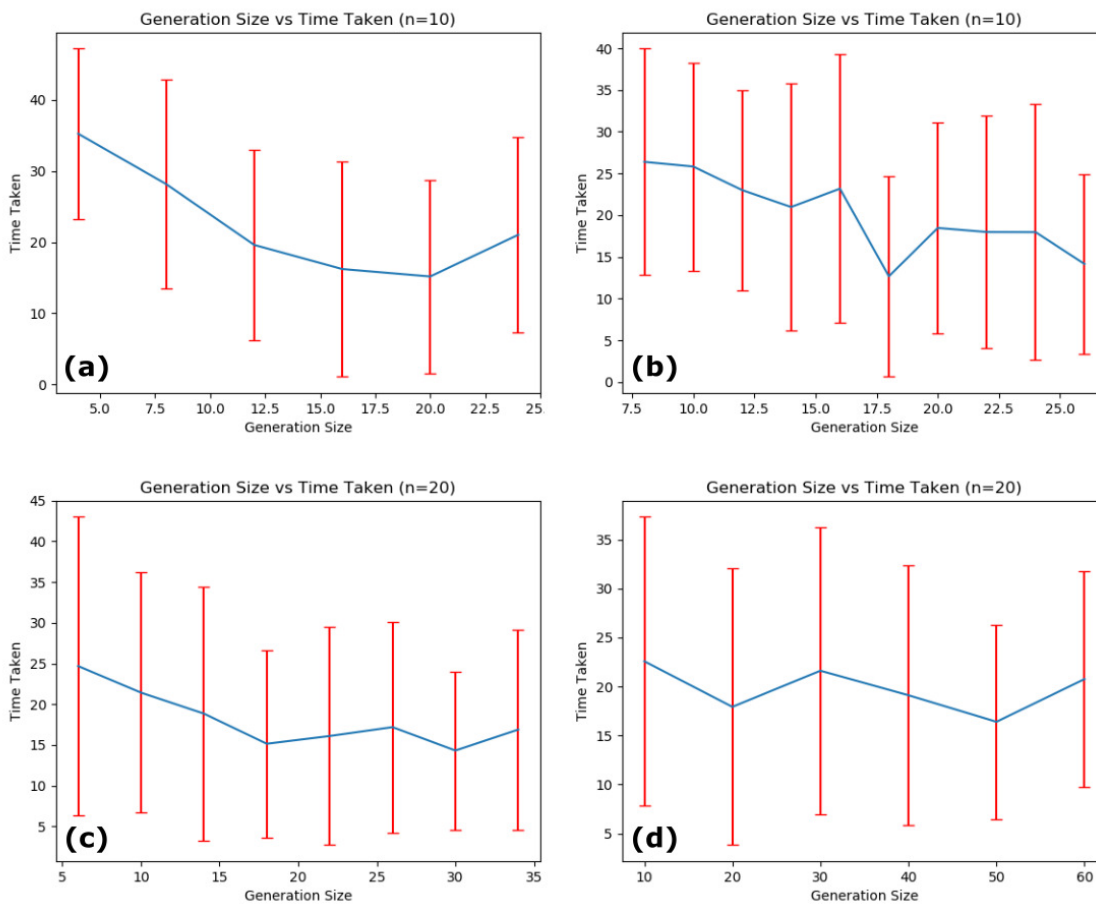 Generation Size vs Time Taken (n=10)
Time Taken
40
30
20
10
0
(a)
5.0 7.5 10.0 12.5 15.0 17.5 20.0 22.5 25
Generation Size
Generation Size vs Time Taken (n=10)
Time Taken
40
35
30
25
20
15
10
5
0
(b)
7.5 10.0 12.5 15.0 17.5 20.0 22.5 25.0
Generation Size
Generation Size vs Time Taken (n=20)
Time Taken
45
40
35
30
25
20
15
10
5
(c)
5 10 15 20 25 30 35
Generation Size
Generation Size vs Time Taken (n=20)
Time Taken
35
30
25
20
15
10
5
(d)
10 20 30 40 50 60
Generation Size